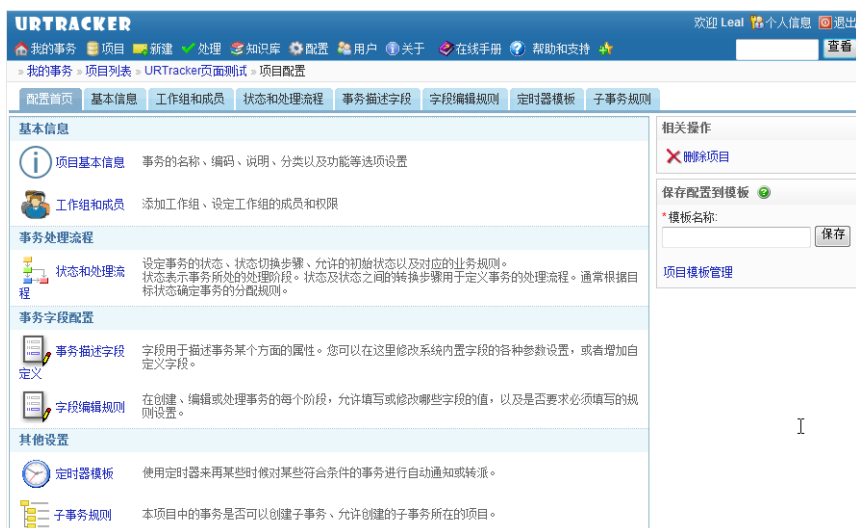 URTRACKER
欢迎 Leal 个人信息 退出
我的事务 项目 新建 处理 知识库 配置 用户 关于 在线手册 帮助和支持 查看
» 我的事务 » 项目列表 » URTracker页面测试 » 项目配置
配置首页 基本信息 工作组和成员 状态和处理流程 事务描述字段 字段编辑规则 定时器模板 子事务规则
基本信息
项目基本信息 事务的名称、编码、说明、分类以及功能等选项设置
工作组和成员 添加工作组、设定工作组的成员和权限
事务处理流程
状态和处理流
程
设定事务的状态、状态切换步骤、允许的初始状态以及对应的业务规则。
状态表示事务所处的处理阶段。状态及状态之间的转换步骤用于定义事务的处理流程。通常根据目
标状态确定事务的分配规则。
事务字段配置
事务描述字段
定义
字段用于描述事务某个方面的属性。您可以在这里修改系统内置字段的各种参数设置，或者增加自
定义字段。
字段编辑规则
在创建、编辑或处理事务的每个阶段，允许填写或修改哪些字段的值，以及是否要求必须填写的规
则设置。
其他设置
定时器模板 使用定时器来再某些时候对某些符合条件的事务进行自动通知或转派。
子事务规则 本项目中的事务是否可以创建子事务、允许创建的子事务所在的项目。
相关操作
删除项目
保存配置到模板
*模板名称:
保存
项目模板管理